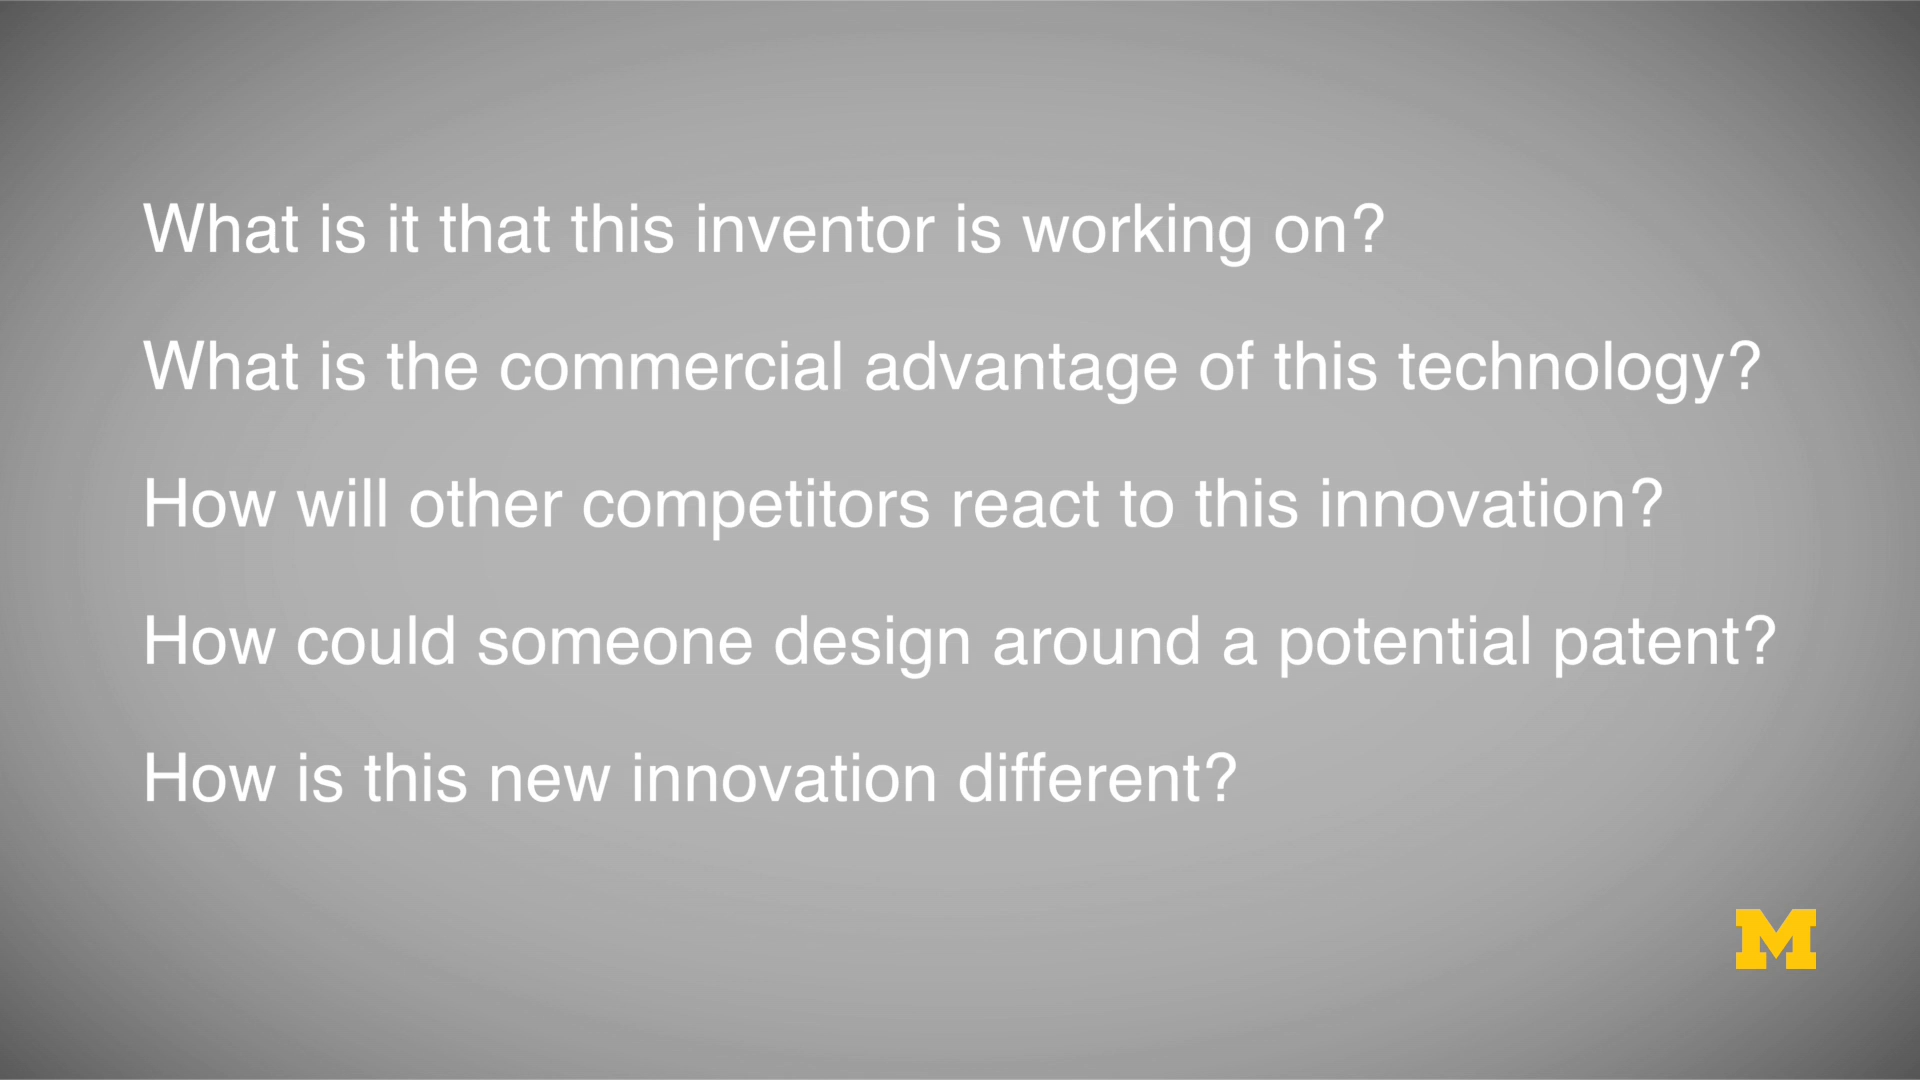 What is it that this inventor is working on?
What is the commercial advantage of this technology?
How will other competitors react to this innovation?
How could someone design around a potential patent?
How is this new innovation different?
M